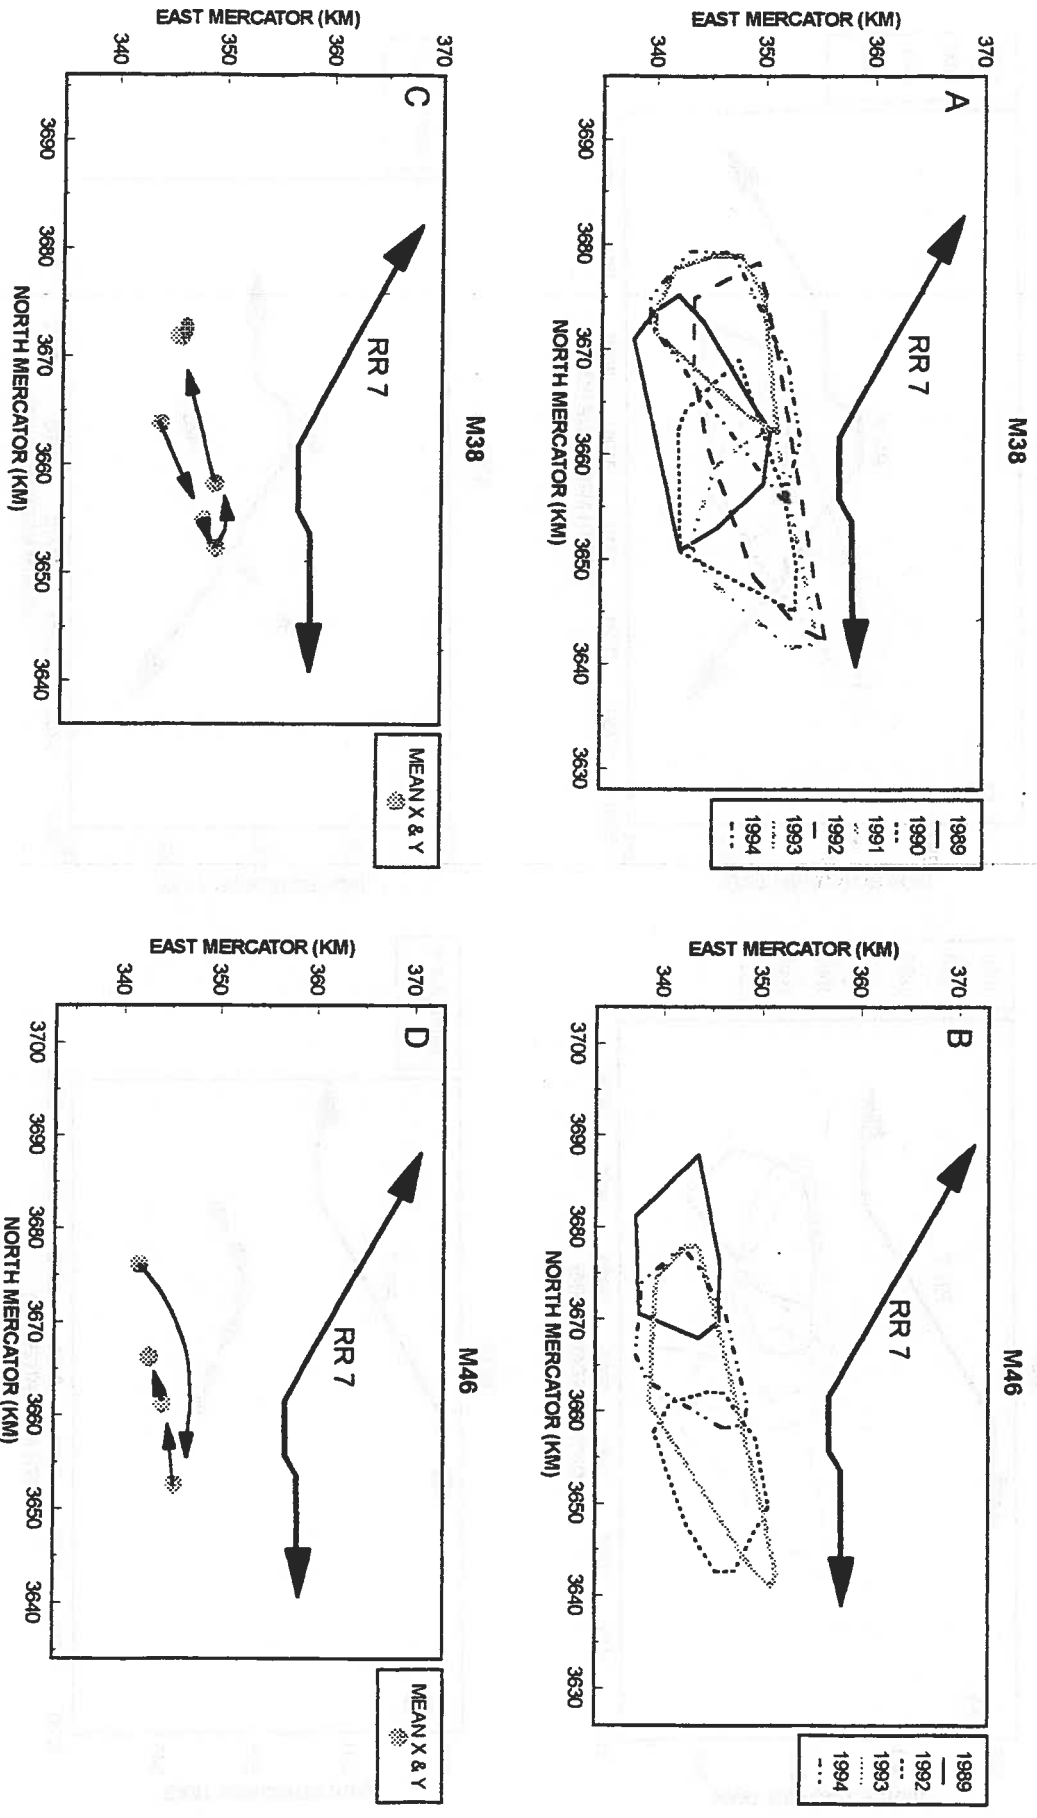 M38
A
RR 7
EAST MERCATOR (KM)
370
360
350
340
3690
3680
3670
3660
3650
3640
3630
NORTH MERCATOR (KM)
1989
1990
1991
1992
1993
1994
M46
B
RR 7
EAST MERCATOR (KM)
370
360
350
340
3700
3690
3680
3670
3660
3650
3640
3630
NORTH MERCATOR (KM)
1989
1992
1993
1994
M38
C
RR 7
EAST MERCATOR (KM)
370
360
350
340
3690
3680
3670
3660
3650
3640
NORTH MERCATOR (KM)
MEAN X & Y
M46
D
RR 7
EAST MERCATOR (KM)
370
360
350
340
3700
3690
3680
3670
3660
3650
3640
NORTH MERCATOR (KM)
MEAN X & Y